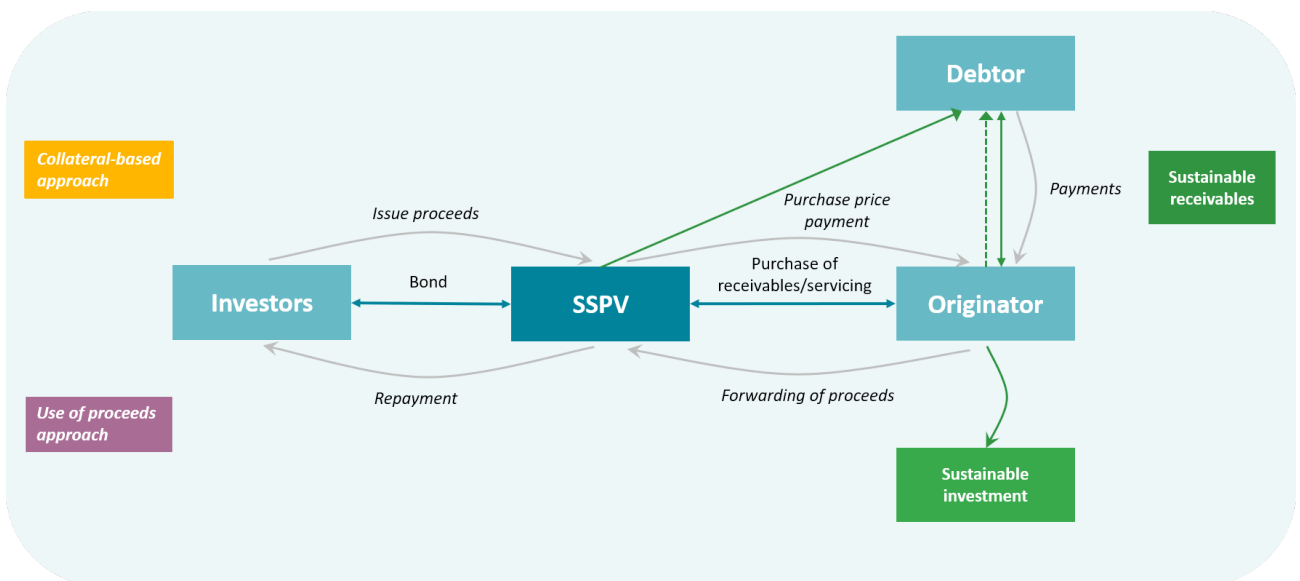 Debtor
Collateral-based
approach
Sustainable
receivables
Payments
Purchase price
payment
Issue proceeds
Purchase of
receivables/servicing
Bond
Investors
SSPV
Originator
Repayment
Forwarding of proceeds
Use of proceeds
approach
Sustainable
investment